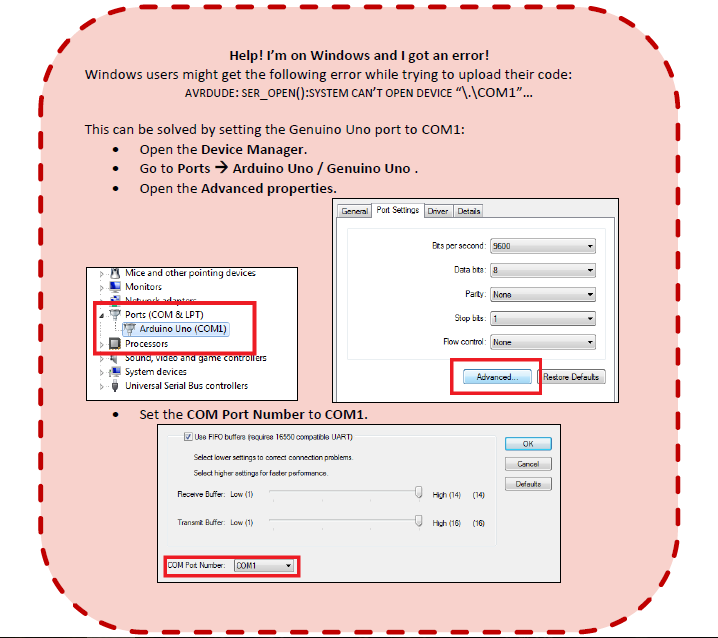 Help! I'm on Windows and I got an error!
Windows users might get the following error while trying to upload their code:
AVRDUDE: SER_OPEN():SYSTEM CAN'T OPEN DEVICE “\.\COM1”…
This can be solved by setting the Genuino Uno port to COM1:
• Open the Device Manager.
• Go to Ports → Arduino Uno / Genuino Uno .
• Open the Advanced properties.
General Port Settings Driver Details
Bits per second: 9600
Data bits: 8
Parity: None
Stop bits: 1
Flow control: None
Advanced... Restore Defaults
Mice and other pointing devices
Monitors
Network adapters
Ports (COM & LPT)
Arduino Uno (COM1)
Processors
Sound, video and game controllers
System devices
Universal Serial Bus controllers
• Set the COM Port Number to COM1.
Use FIFO buffers (requires 16550 compatible UART)
Select lower settings to correct connection problems.
Select higher settings for faster performance.
Receive Buffer: Low (1) High (14) (14)
Transmit Buffer: Low (1) High (16) (16)
COM Port Number: COM1
OK
Cancel
Defaults